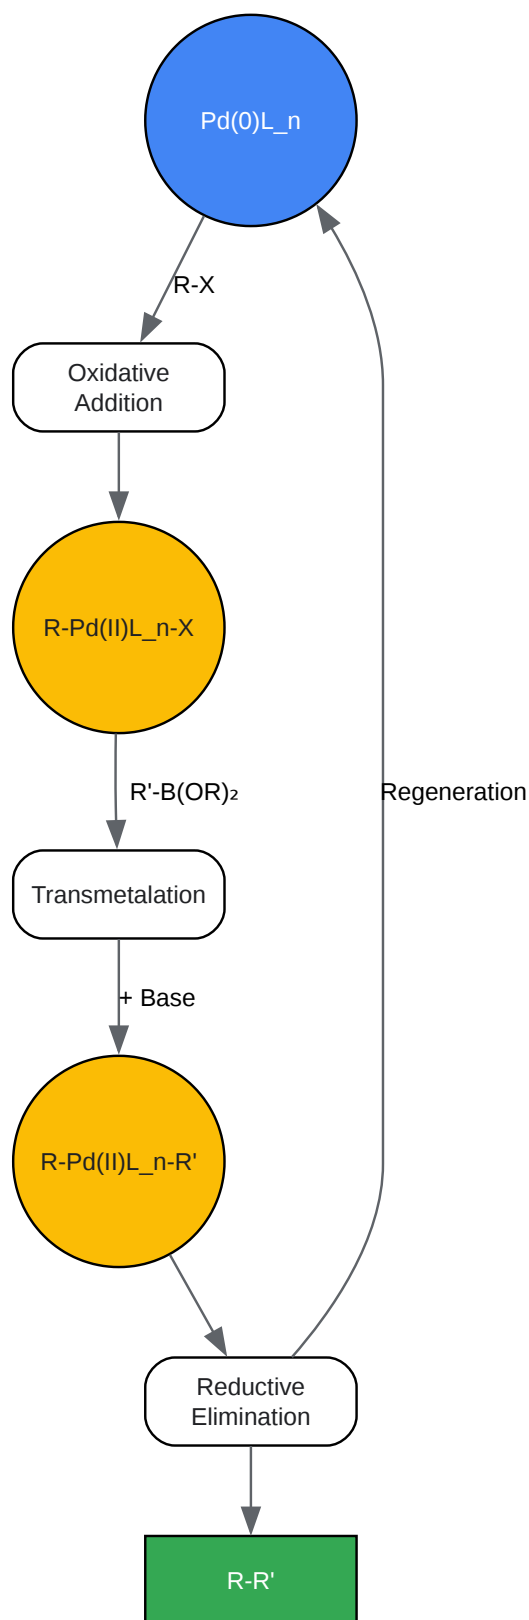 Pd(0)L_n
R-X
Oxidative
Addition
R-Pd(II)L_n-X
R'-B(OR)₂
Regeneration
Transmetalation
+ Base
R-Pd(II)L_n-R'
Reductive
Elimination
R-R'